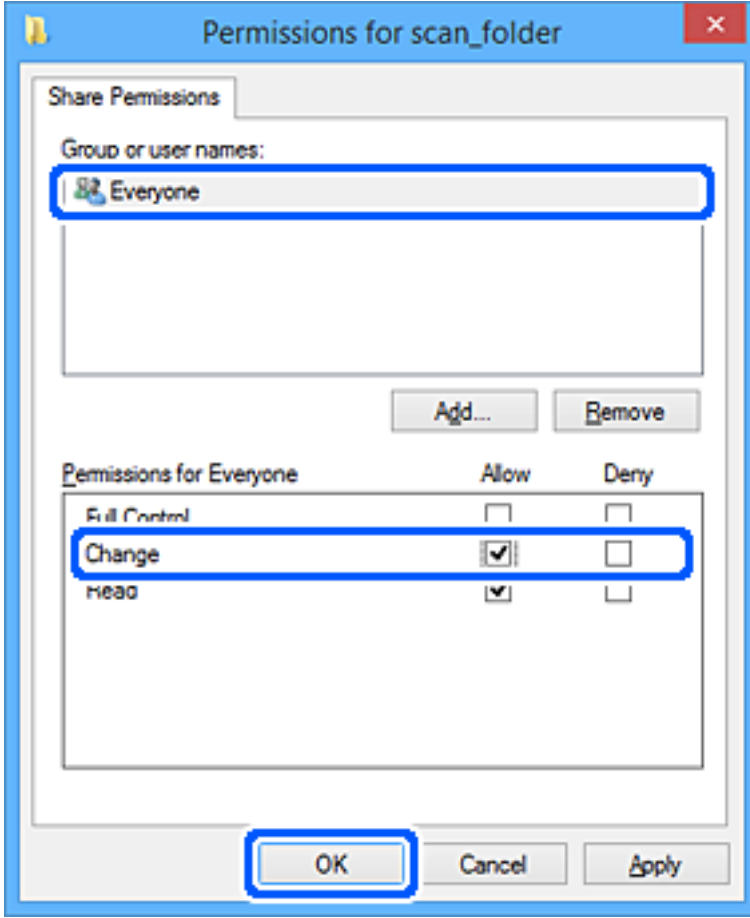 Permissions for scan_folder
Share Permissions
Group or user names:
Everyone
Add... Remove
Permissions for Everyone Allow Deny
Full Control
Change
Read
OK Cancel Apply